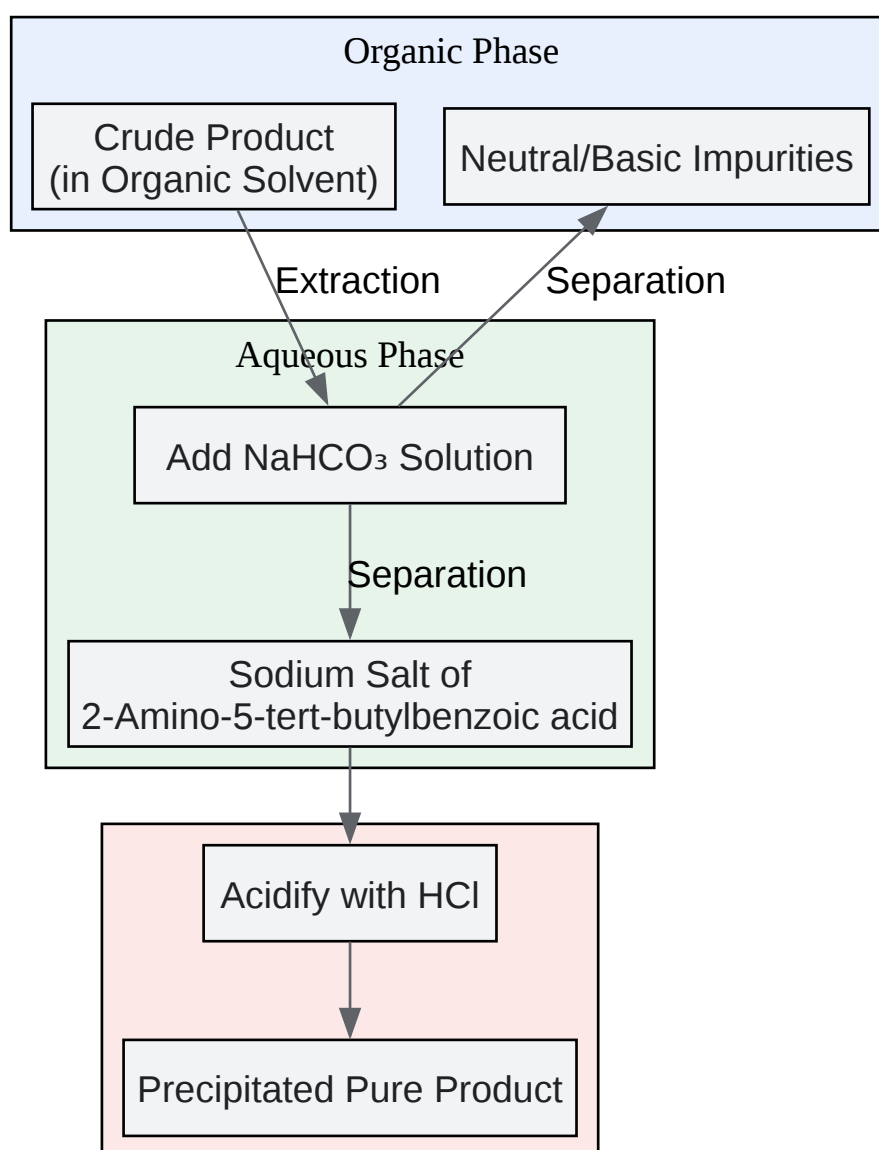 Organic Phase
Crude Product
(in Organic Solvent)
Neutral/Basic Impurities
Extraction
Separation
Aqueous Phase
Add NaHCO₃ Solution
Separation
Sodium Salt of
2-Amino-5-tert-butylbenzoic acid
Acidify with HCl
Precipitated Pure Product